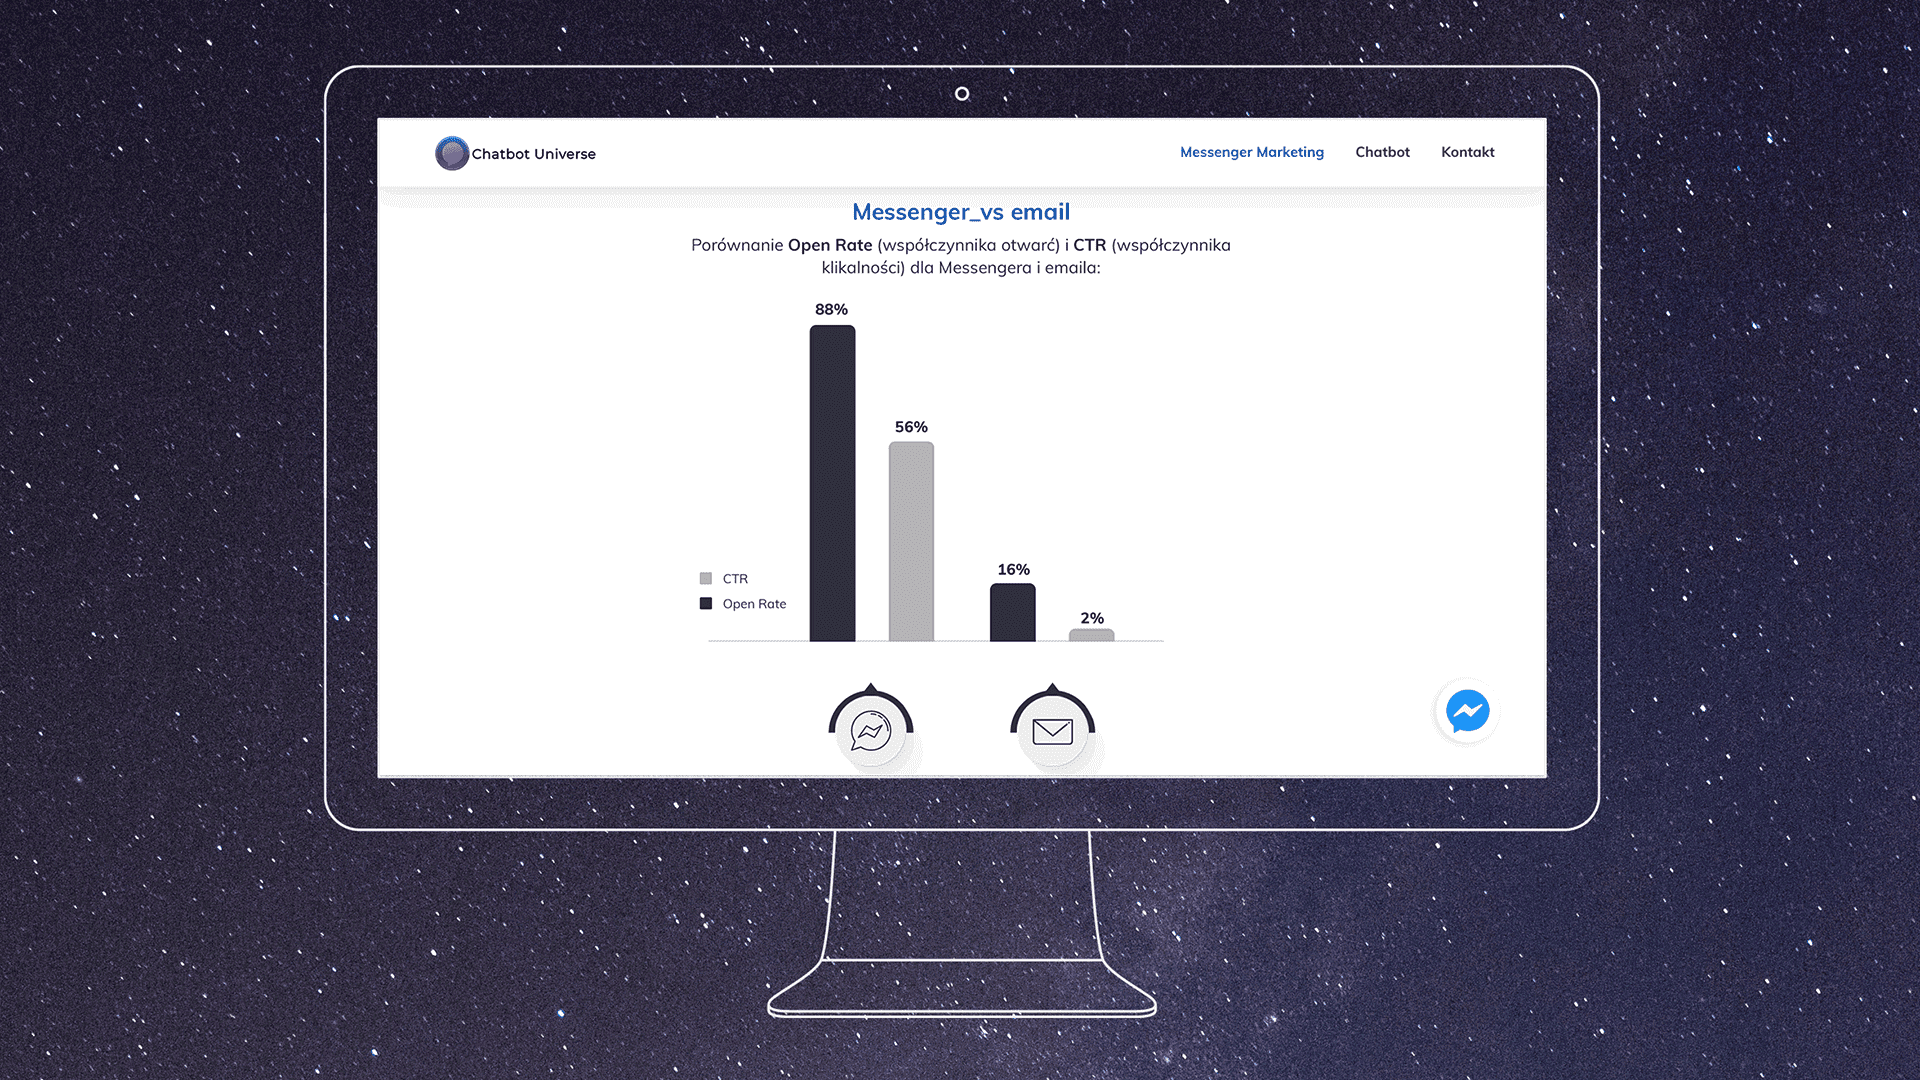 Chatbot Universe
Messenger Marketing Chatbot Kontakt
Messenger_vs email
Porównanie Open Rate (współczynnika otwarć) i CTR (współczynnika
klikalności) dla Messengera i emaila:
88%
56%
16%
2%
CTR
Open Rate